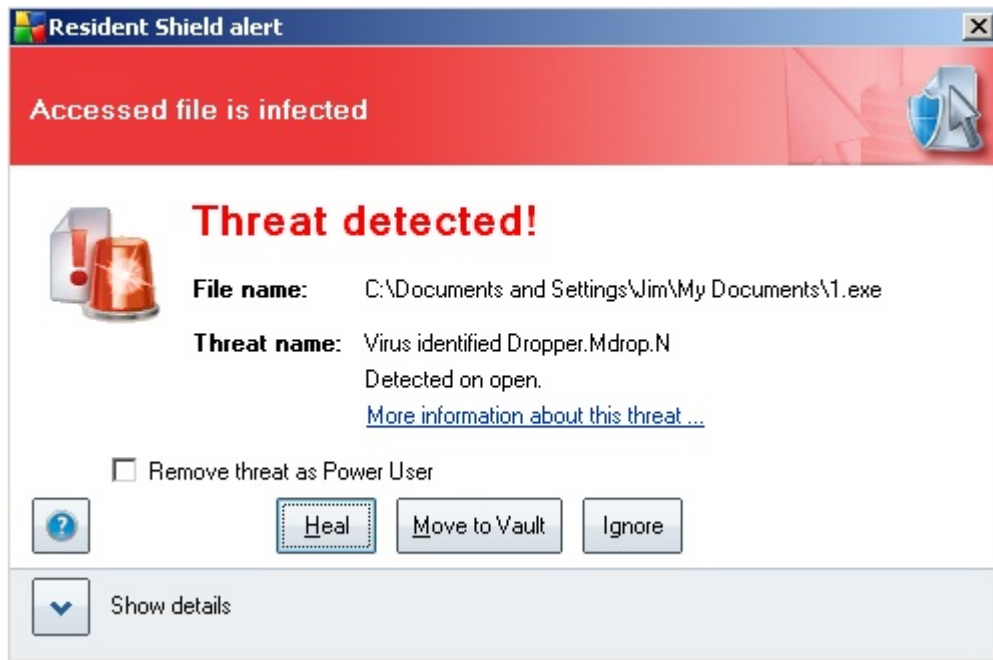 Resident Shield alert
Accessed file is infected
Threat detected!
File name: C:\Documents and Settings\Jim\My Documents\1.exe
Threat name: Virus identified Dropper.Mdrop.N
Detected on open.
More information about this threat ...
Remove threat as Power User
? Heal Move to Vault Ignore
Show details